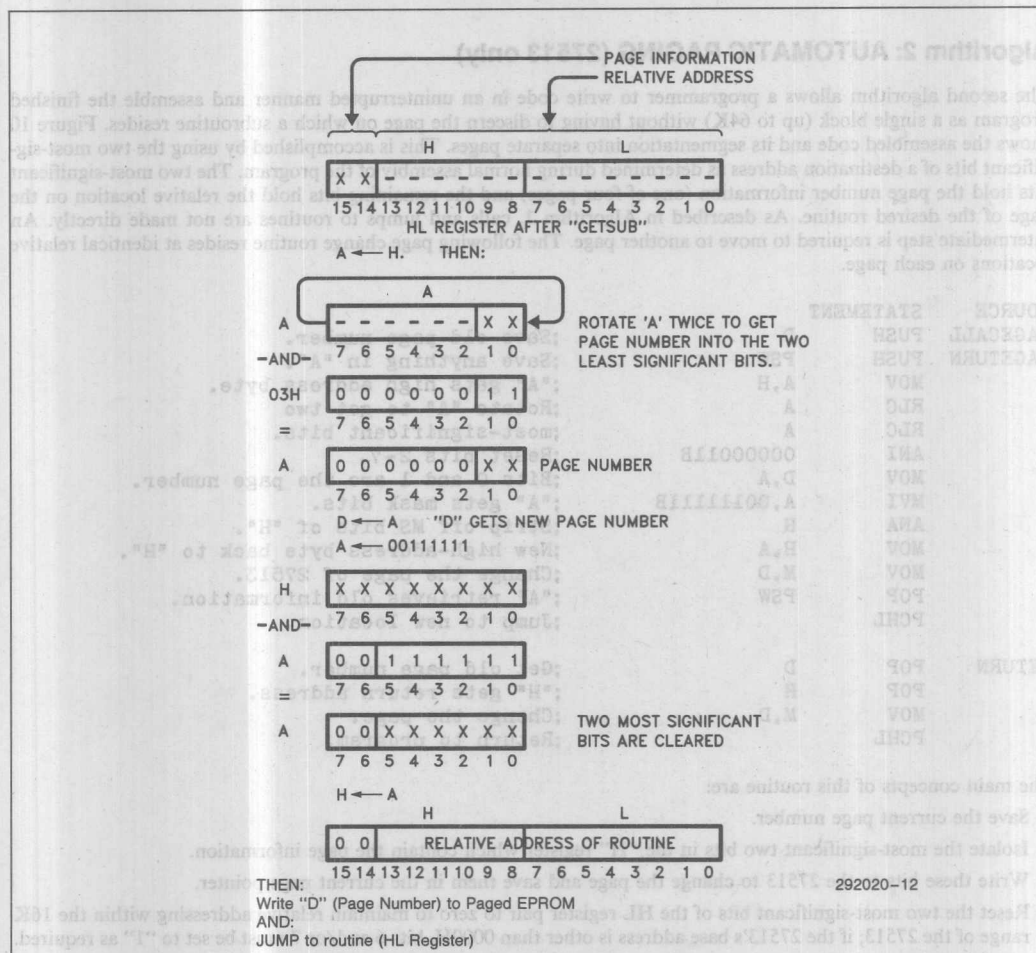 PAGE INFORMATION
RELATIVE ADDRESS
H L
X X
15 14 13 12 11 10 9 8 7 6 5 4 3 2 1 0
HL REGISTER AFTER "GETSUB"
A ← H. THEN:
A
A - - - - - - X X
7 6 5 4 3 2 1 0
ROTATE 'A' TWICE TO GET
PAGE NUMBER INTO THE TWO
LEAST SIGNIFICANT BITS.
-AND-
03H 0 0 0 0 0 0 1 1
7 6 5 4 3 2 1 0
=
A 0 0 0 0 0 0 X X PAGE NUMBER
7 6 5 4 3 2 1 0
D ← A "D" GETS NEW PAGE NUMBER
A ← 00111111
H X X X X X X X X
7 6 5 4 3 2 1 0
-AND-
A 0 0 1 1 1 1 1 1
7 6 5 4 3 2 1 0
=
A 0 0 X X X X X X
7 6 5 4 3 2 1 0
TWO MOST SIGNIFICANT
BITS ARE CLEARED
H ← A
H L
0 0 RELATIVE ADDRESS OF ROUTINE
15 14 13 12 11 10 9 8 7 6 5 4 3 2 1 0
292020-12
THEN:
Write "D" (Page Number) to Paged EPROM
AND:
JUMP to routine (HL Register)